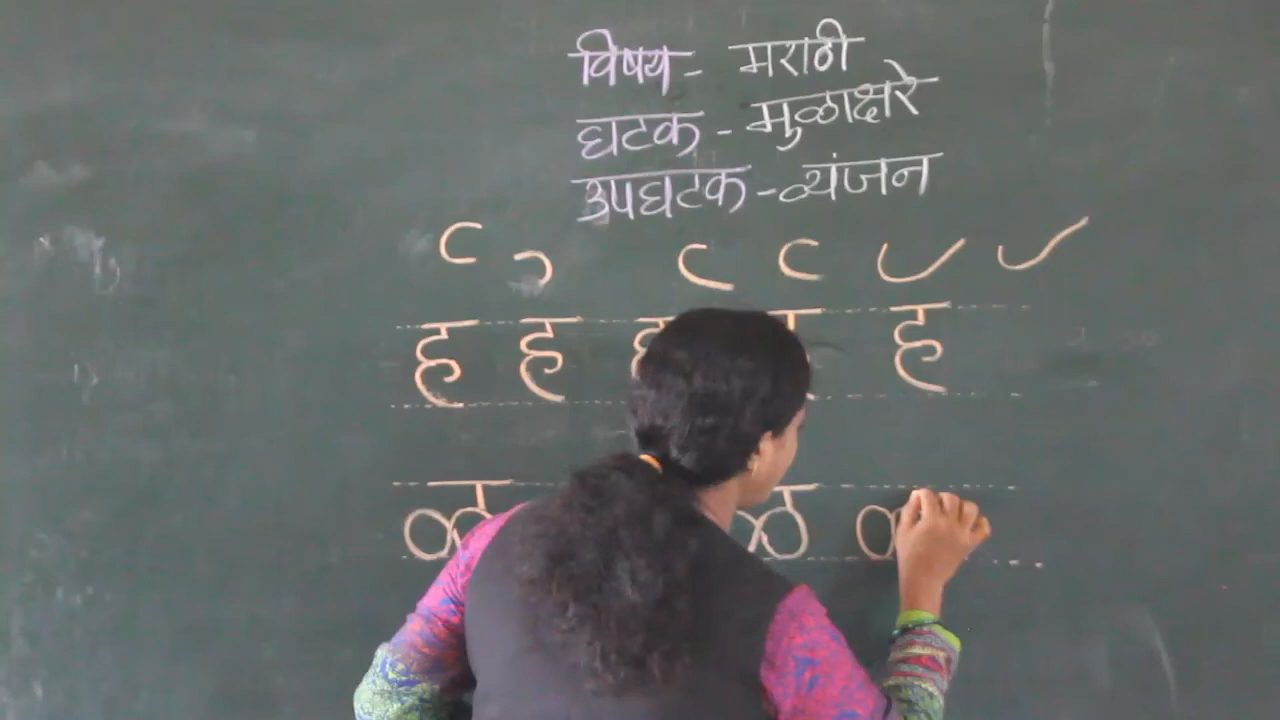 विषय - मराठी
घटक - मुळाक्षरे
उपघटक - व्यंजन
ह ह ह ह
ळ ळ